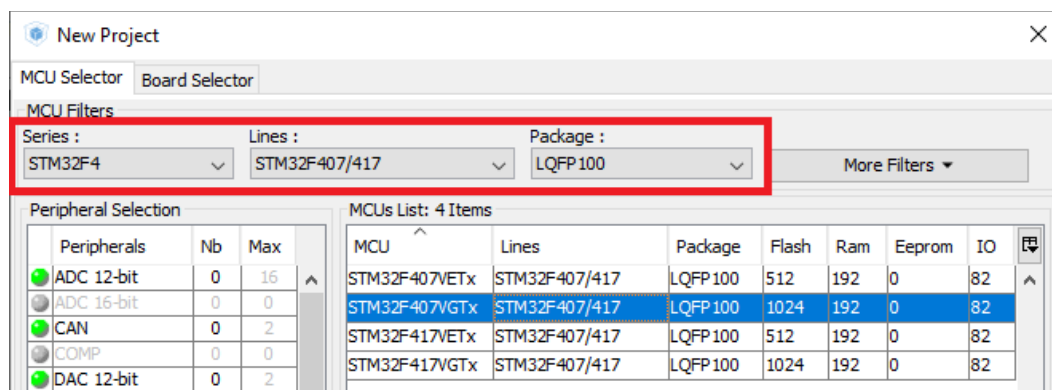 New Project
MCU Selector Board Selector
MCU Filters
Series : Lines : Package :
STM32F4 STM32F407/417 LQFP100 More Filters
Peripheral Selection MCUs List: 4 Items
Peripherals Nb Max MCU Lines Package Flash Ram Eeprom IO
ADC 12-bit 0 16 STM32F407VETx STM32F407/417 LQFP100 512 192 0 82
ADC 16-bit 0 0 STM32F407VGTx STM32F407/417 LQFP100 1024 192 0 82
CAN 0 2 STM32F417VETx STM32F407/417 LQFP100 512 192 0 82
COMP 0 0 STM32F417VGTx STM32F407/417 LQFP100 1024 192 0 82
DAC 12-bit 0 2